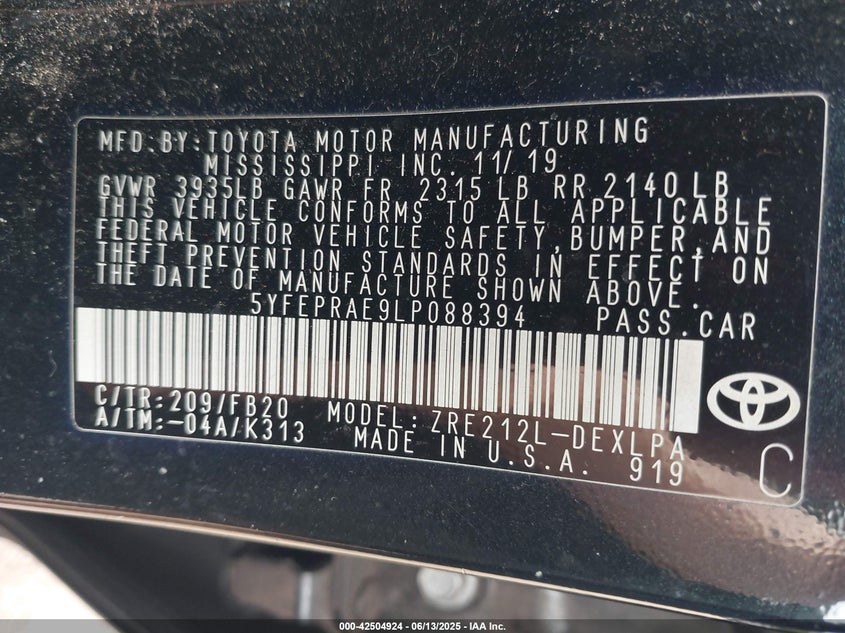 MFD.BY:TOYOTA MOTOR MANUFACTURING
MISSISSIPPI INC. 11/19
GVWR 3935LB GAWR FR 2315 LB RR 2140 LB
THIS VEHICLE CONFORMS TO ALL APPLICABLE
FEDERAL MOTOR VEHICLE SAFETY,BUMPER,AND
THEFT PREVENTION STANDARDS IN EFFECT ON
THE DATE OF MANUFACTURE SHOWN ABOVE.
5YFEPRAE9LP088394 PASS.CAR
C/TR:209/FB20 MODEL:ZRE212L-DEXLPA
A/TM:-04A/K313 MADE IN U.S.A. 919
C
000-42504924 | 06/13/2025 - IAA Inc.